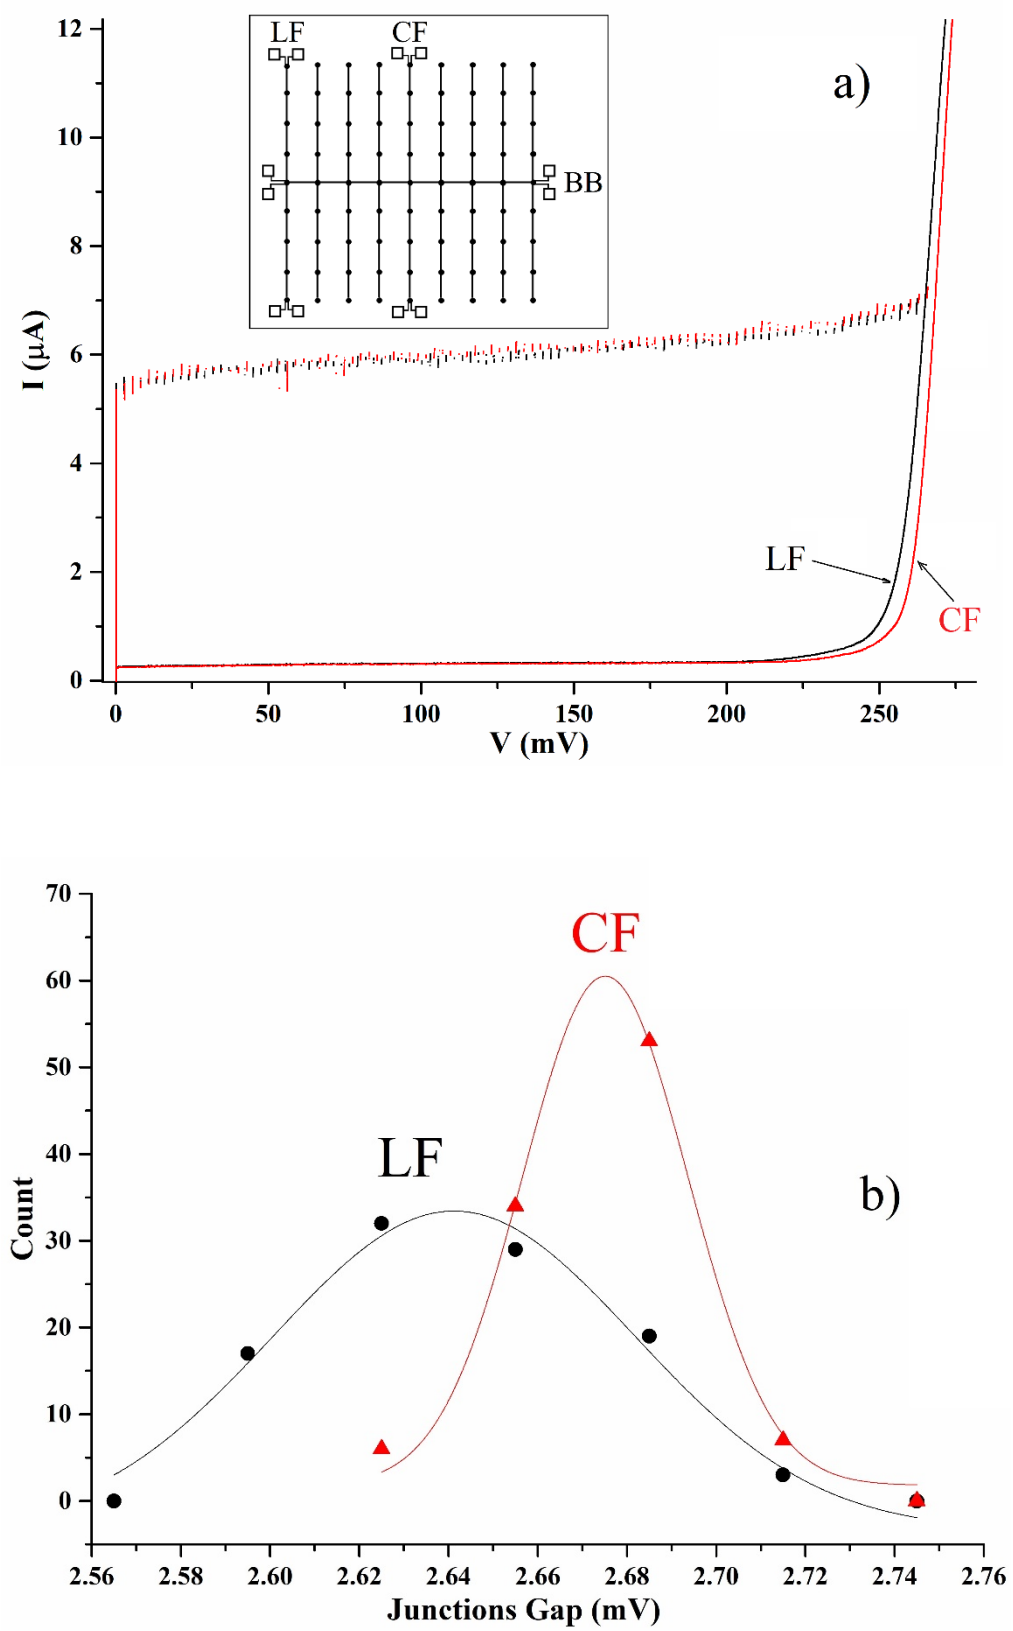 12
10
8
6
4
2
0
I (μA)
LF CF
BB
a)
LF
CF
0 50 100 150 200 250
V (mV)
70
60
50
40
30
20
10
0
Count
CF
LF
b)
2.56 2.58 2.60 2.62 2.64 2.66 2.68 2.70 2.72 2.74 2.76
Junctions Gap (mV)